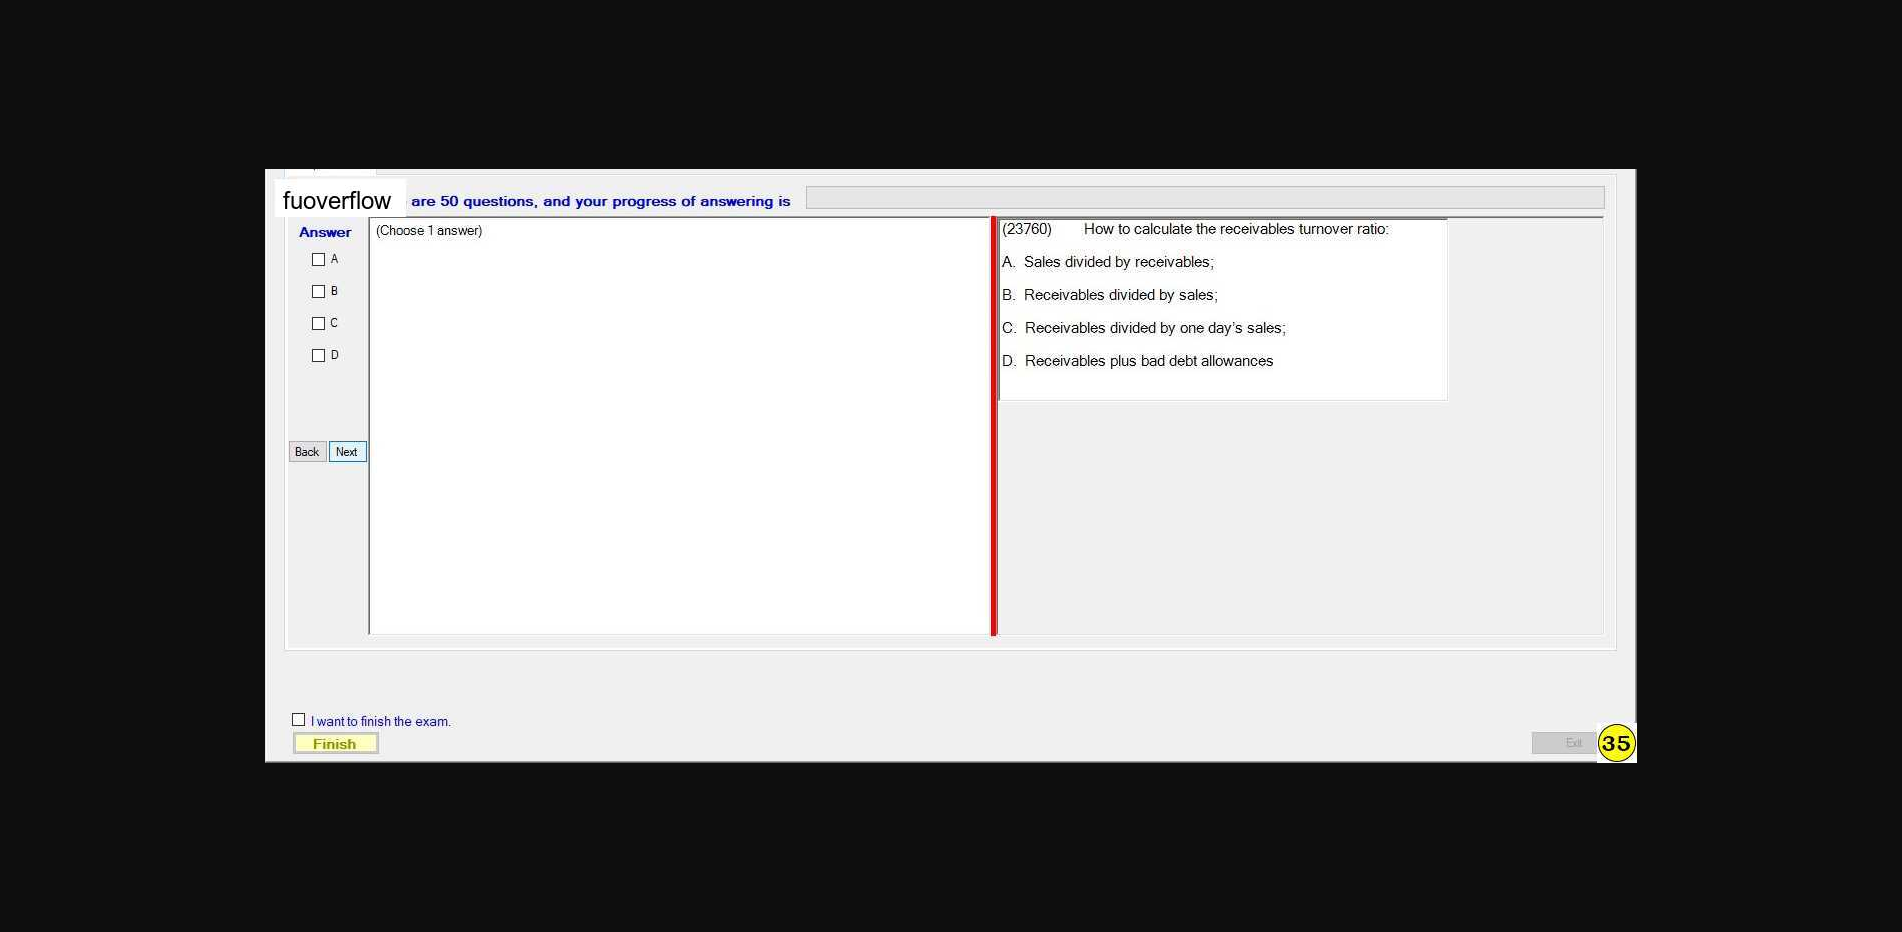 fuoverflow are 50 questions, and your progress of answering is
Answer
A
B
C
D
Back Next
(Choose 1 answer)
(23760) How to calculate the receivables turnover ratio:
A. Sales divided by receivables;
B. Receivables divided by sales;
C. Receivables divided by one day's sales;
D. Receivables plus bad debt allowances
I want to finish the exam.
Finish
Exit
35